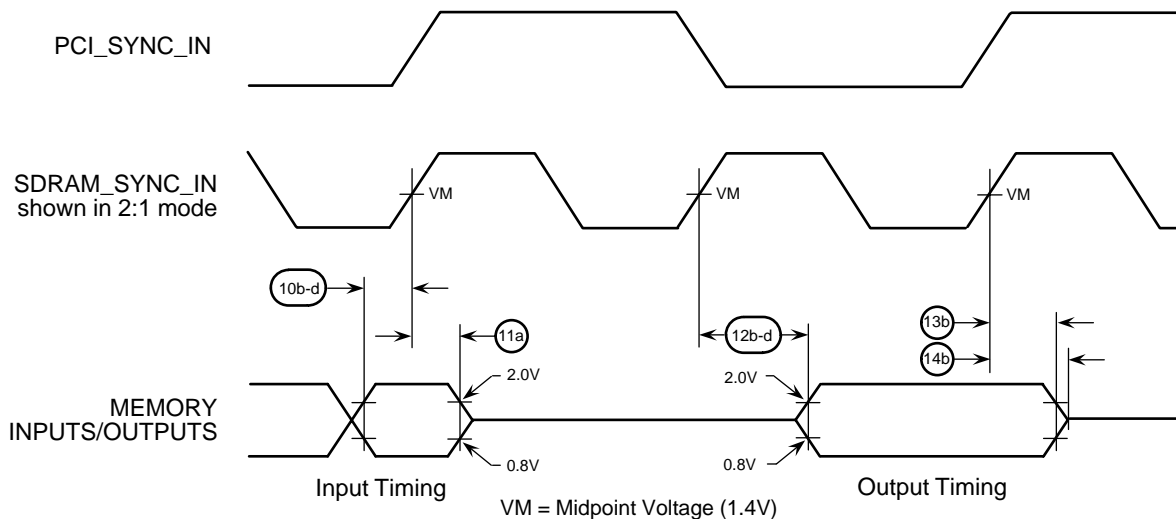 PCI_SYNC_IN
SDRAM_SYNC_IN
shown in 2:1 mode
VM
VM
VM
10b-d
11a
12b-d
13b
14b
2.0V
2.0V
MEMORY
INPUTS/OUTPUTS
0.8V
0.8V
Input Timing
Output Timing
VM = Midpoint Voltage (1.4V)